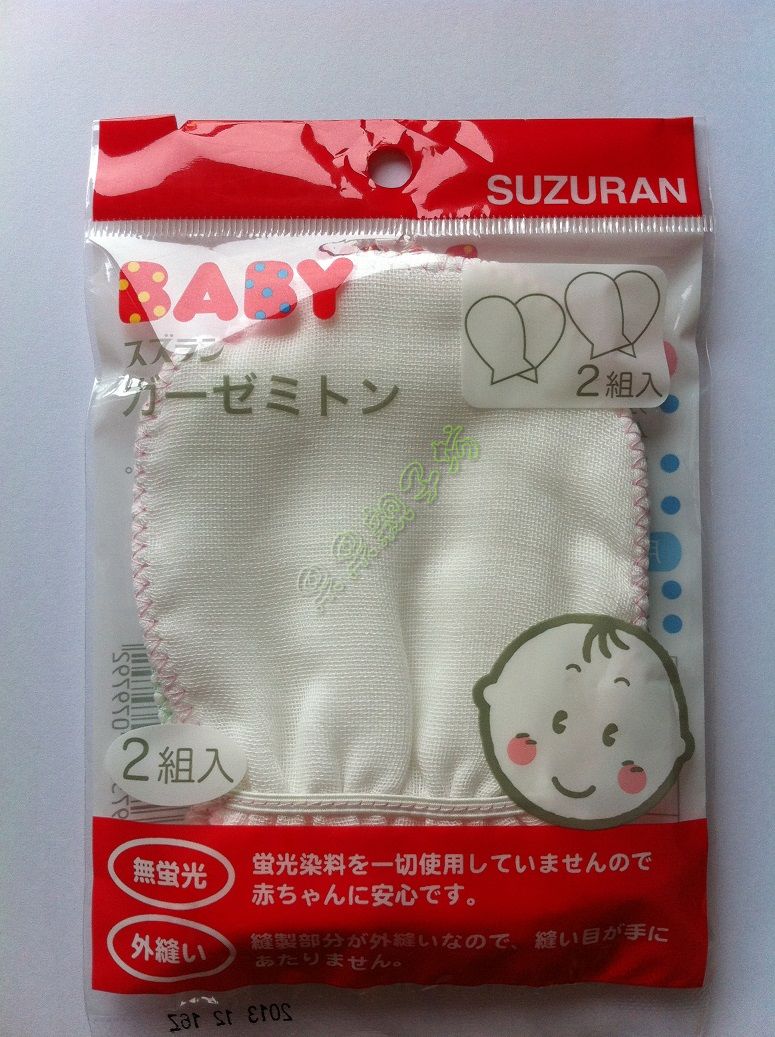 SUZURAN
BABY
スズラン
ガーゼミトン
2組入
2組入
無蛍光
蛍光染料を一切使用していませんので
赤ちゃんに安心です。
外縫い
縫製部分が外縫いなので、縫い目が手に
あたりません。
2013 12 16Z